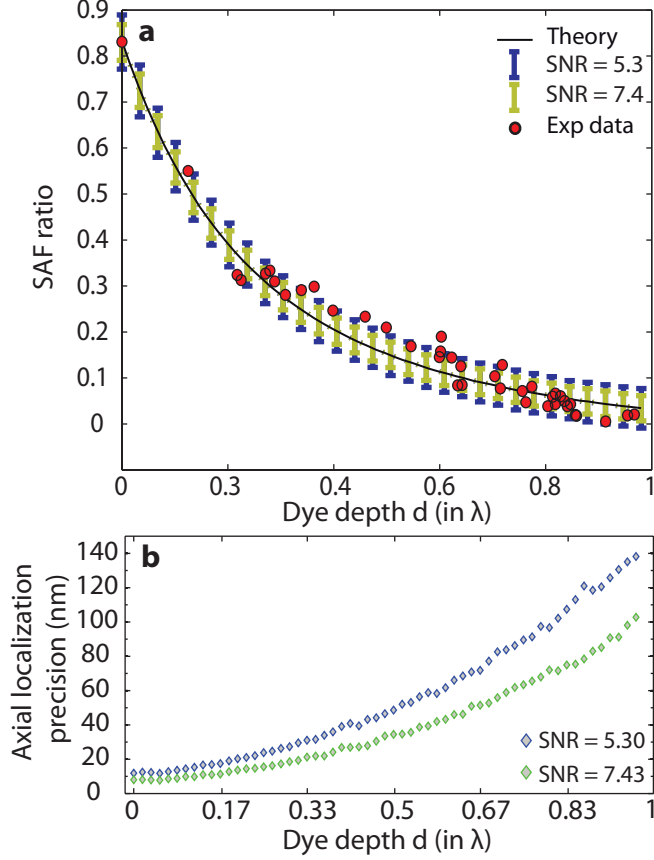 a
0.9
0.8
0.7
0.6
0.5
0.4
0.3
0.2
0.1
0
SAF ratio
Theory
SNR = 5.3
SNR = 7.4
Exp data
0 0.3 0.4 0.6 0.8 1
Dye depth d (in λ)
b
140
120
100
80
60
40
20
0
Axial localization
precision (nm)
SNR = 5.30
SNR = 7.43
0 0.17 0.33 0.5 0.67 0.83 1
Dye depth d (in λ)